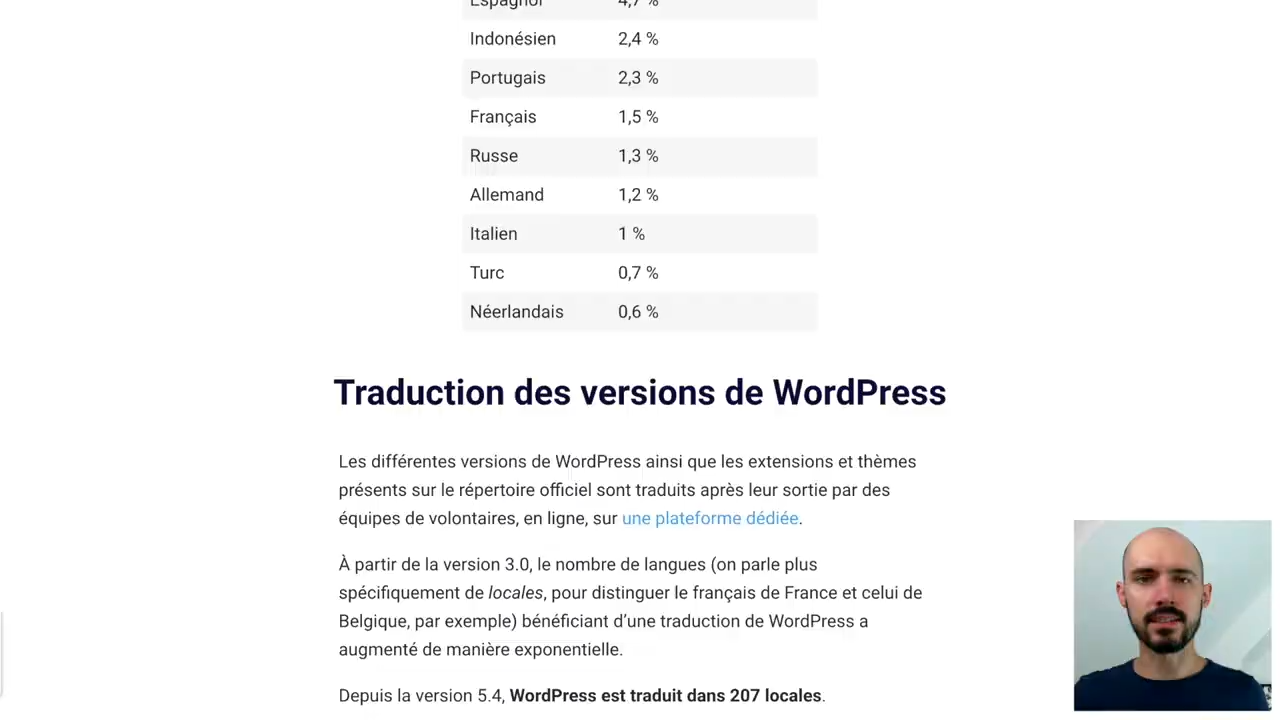 Espagnol 4,7 %
Indonésien 2,4 %
Portugais 2,3 %
Français 1,5 %
Russe 1,3 %
Allemand 1,2 %
Italien 1 %
Turc 0,7 %
Néerlandais 0,6 %
Traduction des versions de WordPress
Les différentes versions de WordPress ainsi que les extensions et thèmes
présents sur le répertoire officiel sont traduits après leur sortie par des
équipes de volontaires, en ligne, sur une plateforme dédiée.
À partir de la version 3.0, le nombre de langues (on parle plus
spécifiquement de locales, pour distinguer le français de France et celui de
Belgique, par exemple) bénéficiant d’une traduction de WordPress a
augmenté de manière exponentielle.
Depuis la version 5.4, WordPress est traduit dans 207 locales.